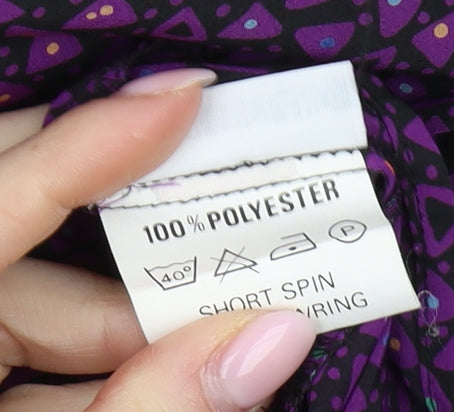 100% POLYESTER
40° P
SHORT SPIN